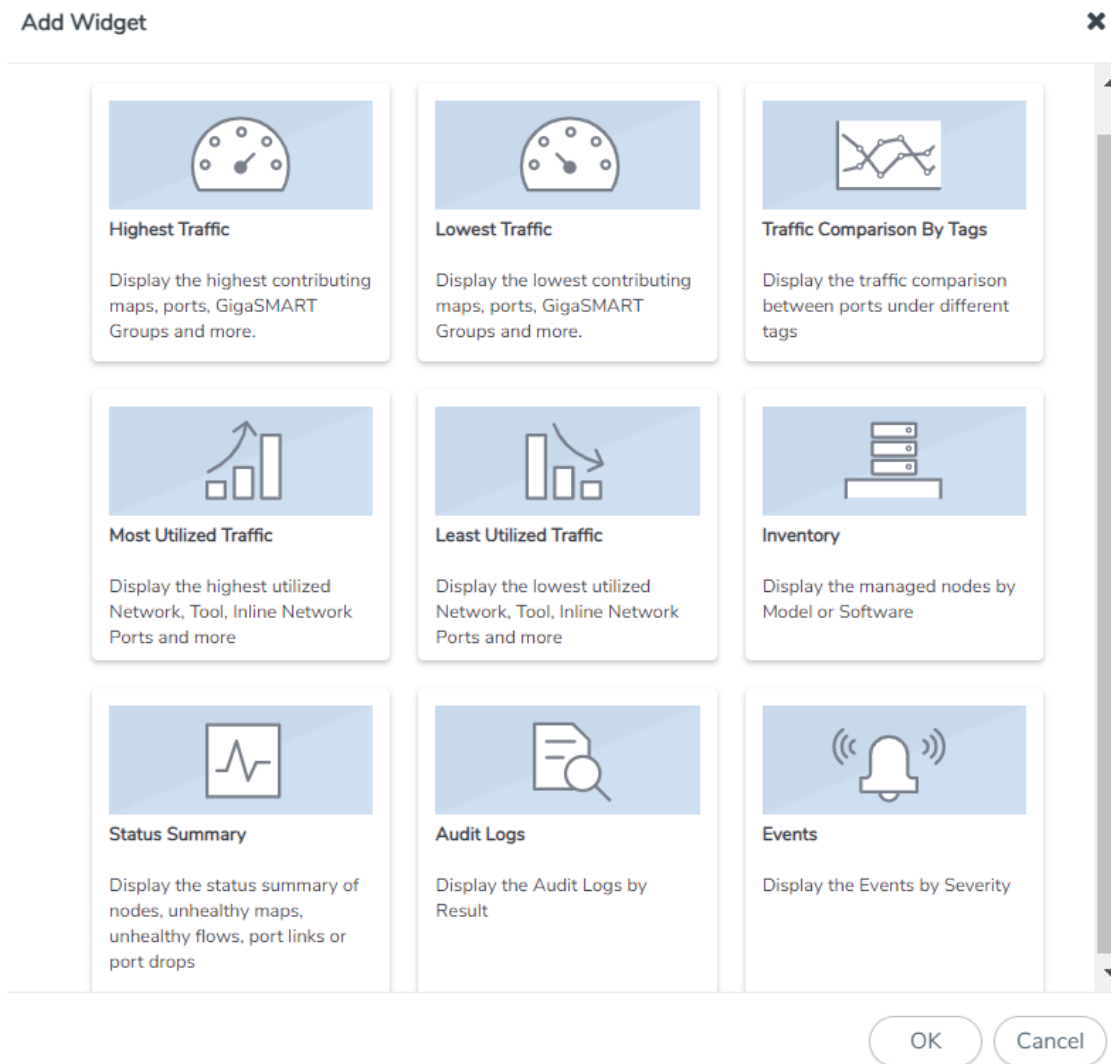 Add Widget
Highest Traffic
Display the highest contributing
maps, ports, GigaSMART
Groups and more.
Lowest Traffic
Display the lowest contributing
maps, ports, GigaSMART
Groups and more.
Traffic Comparison By Tags
Display the traffic comparison
between ports under different
tags
Most Utilized Traffic
Display the highest utilized
Network, Tool, Inline Network
Ports and more
Least Utilized Traffic
Display the lowest utilized
Network, Tool, Inline Network
Ports and more
Inventory
Display the managed nodes by
Model or Software
Status Summary
Display the status summary of
nodes, unhealthy maps,
unhealthy flows, port links or
port drops
Audit Logs
Display the Audit Logs by
Result
Events
Display the Events by Severity
OK
Cancel